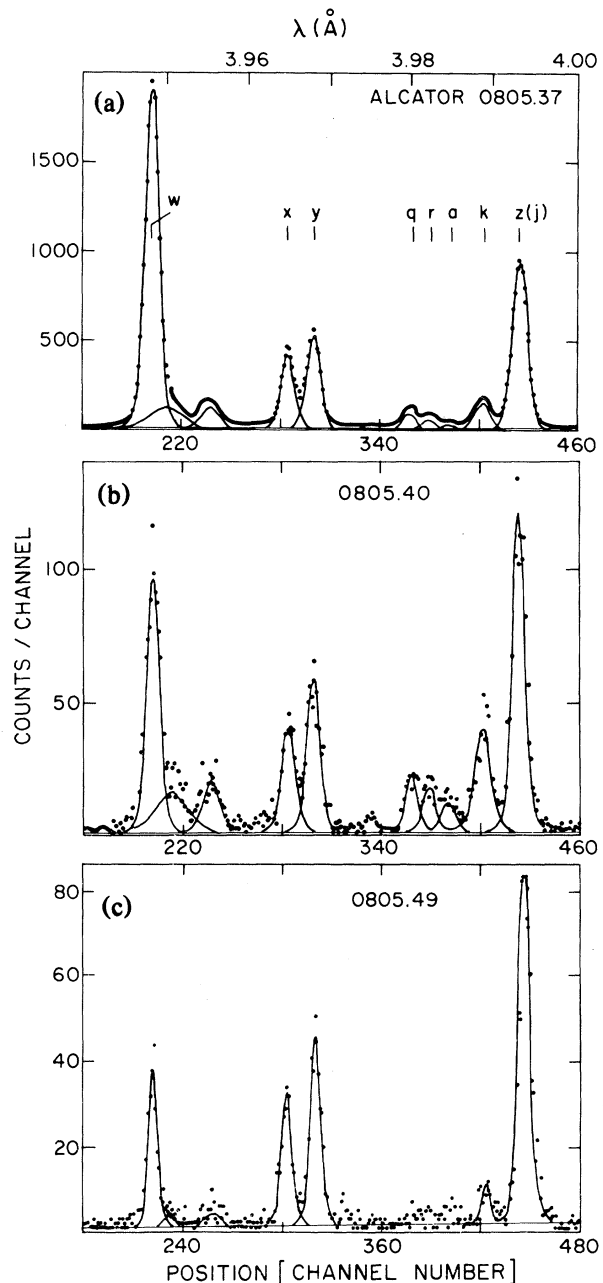 λ(Å)
3.96 3.98 4.00
(a) ALCATOR 0805.37
1500
w
x y q r a k z(j)
1000
500
220 340 460
(b) 0805.40
100
50
220 340 460
COUNTS / CHANNEL
(c) 0805.49
80
60
40
20
240 360 480
POSITION [CHANNEL NUMBER]